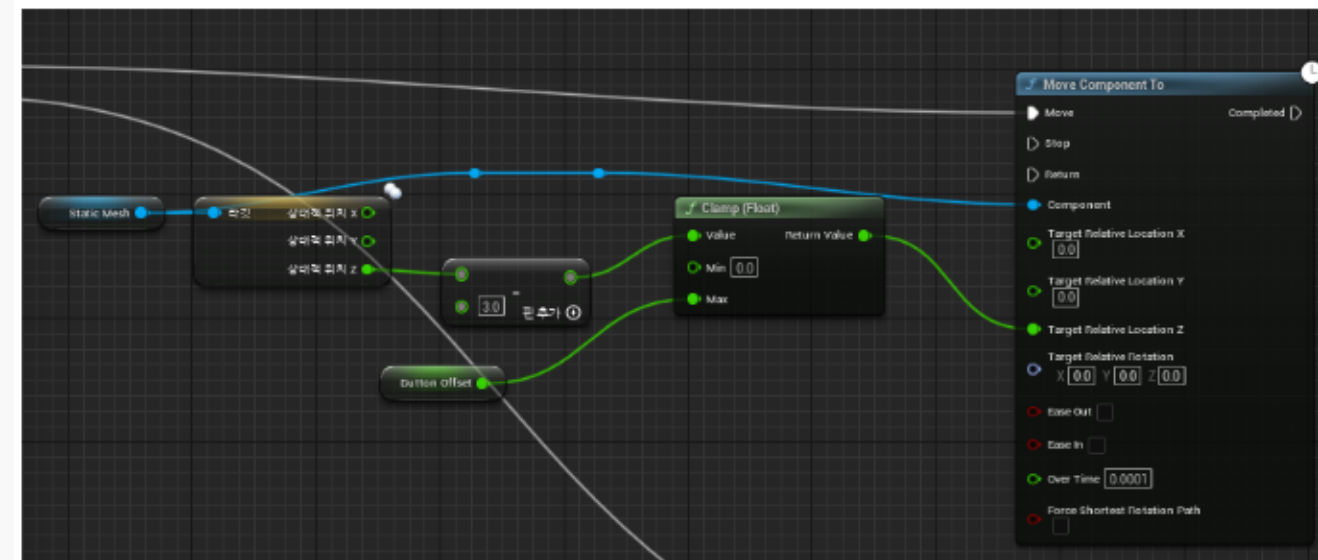 Move Component To
Move
Completed
Stop
Return
Static Mesh
타깃
상대적 위치 X
Clamp (Float)
Component
Value
Return Value
상대적 위치 Y
Target Relative Location X
0.0
상대적 위치 Z
Min 0.0
3.0
-
핀 추가
Max
Target Relative Location Y
0.0
Target Relative Location Z
Button Offset
Target Relative Rotation
X 0.0 Y 0.0 Z 0.0
Ease Out
Ease In
Over Time 0.0001
Force Shortest Rotation Path